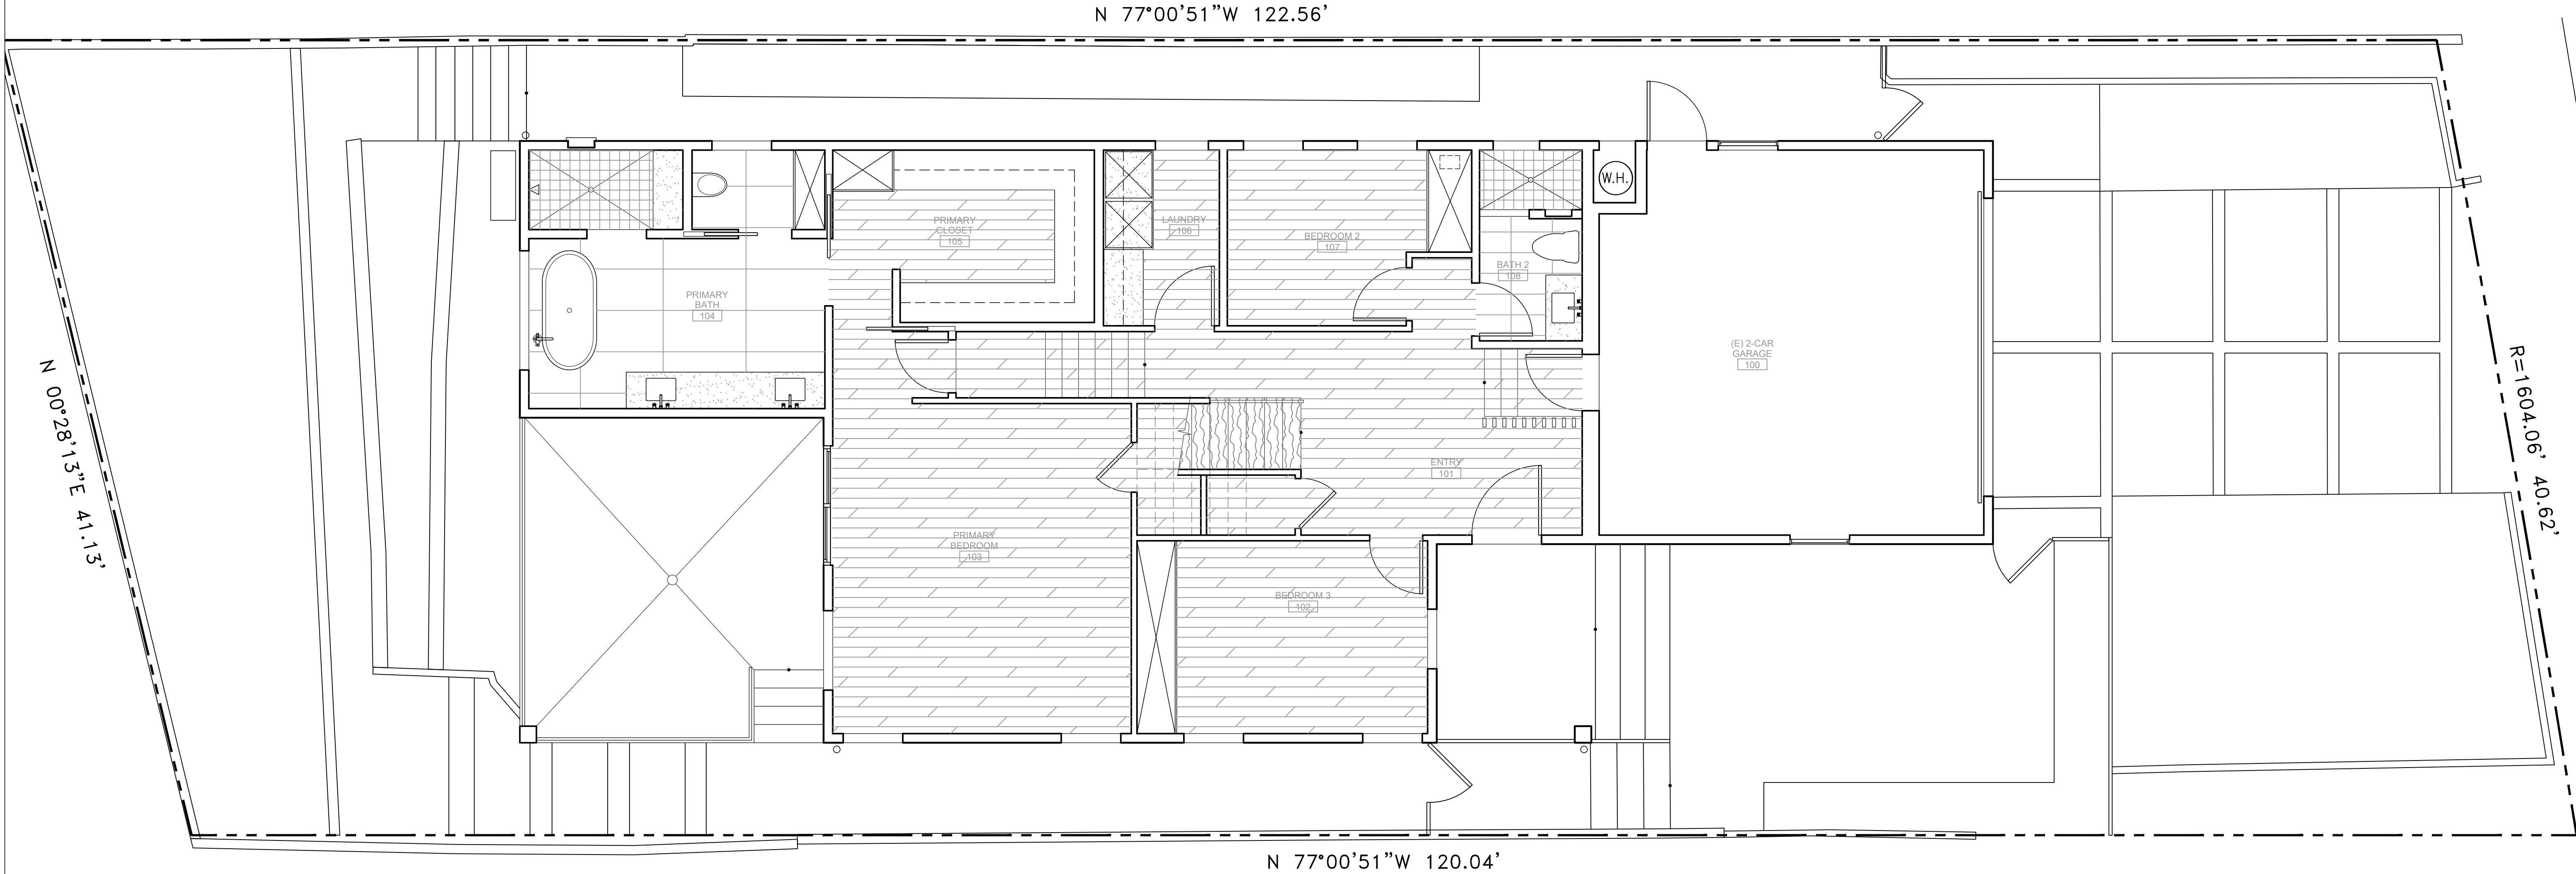 N 77°00'51"W 122.56'
W.H.
PRIMARY
CLOSET
105
LAUNDRY
106
BEDROOM 2
107
BATH 2
108
PRIMARY
BATH
104
(E) 2-CAR
GARAGE
100
N 00°28'13"E 41.13'
R=1604.06' 40.62'
ENTRY
101
PRIMARY
BEDROOM
103
BEDROOM 3
102
N 77°00'51"W 120.04'